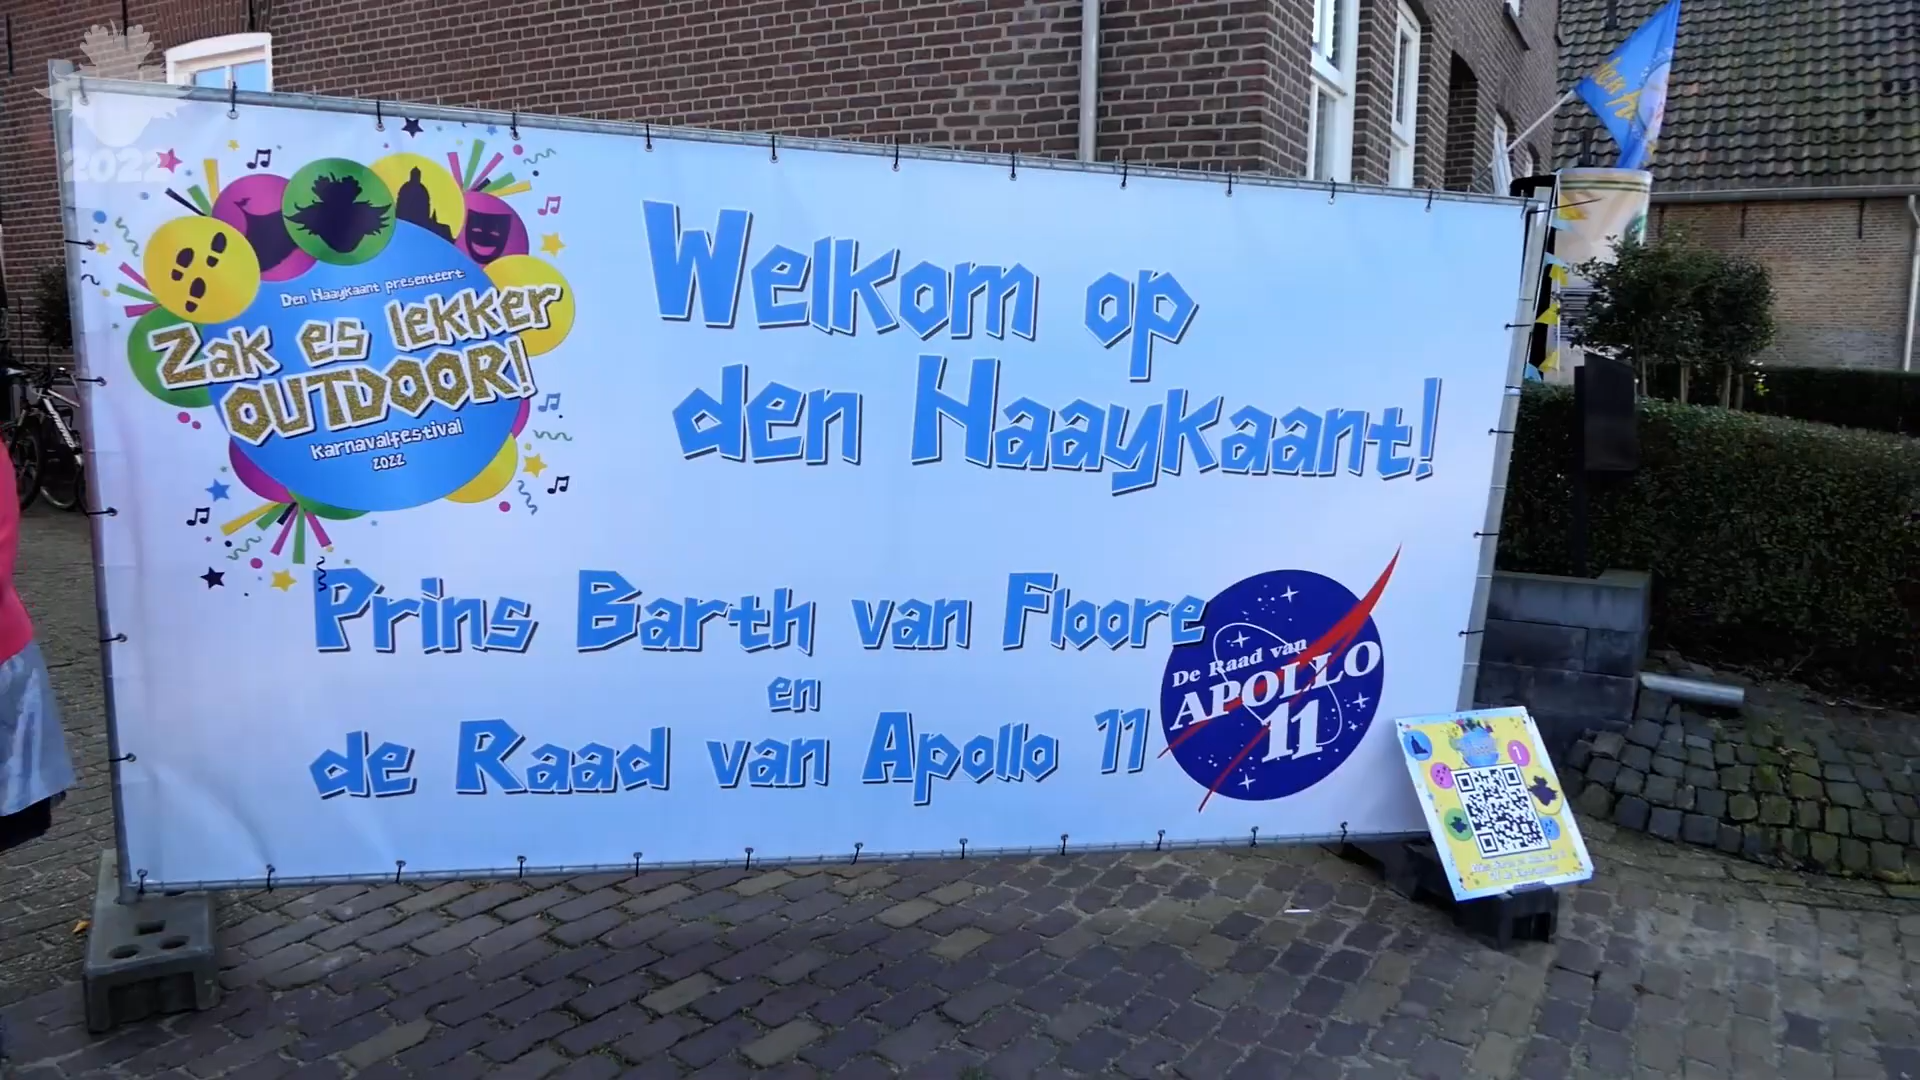 2022
Den Haaykaant presenteert:
Zak es lekker
OUTDOOR!
Karnavalfestival
2022
Welkom op
den Haaykaant!
Prins Barth van Floore
en
de Raad van Apollo 11
De Raad van
APOLLO
11
1